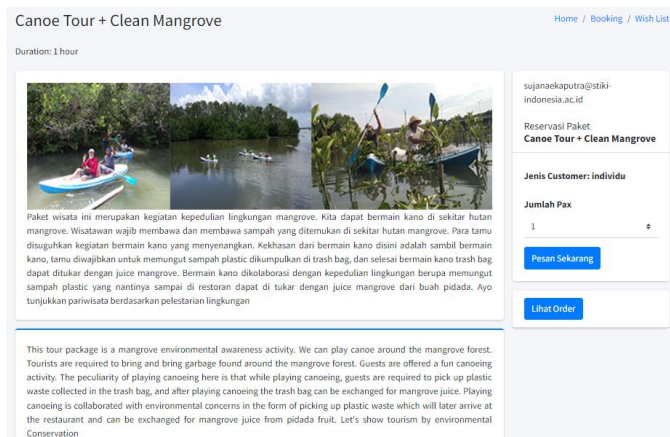 Canoe Tour + Clean Mangrove
Home / Booking / Wish List
Duration: 1 hour
Paket wisata ini merupakan kegiatan kepedulian lingkungan mangrove. Kita dapat bermain kano di sekitar hutan
mangrove. Wisatawan wajib membawa dan membawa sampah yang ditemukan di sekitar hutan mangrove. Para tamu
disuguhkan kegiatan bermain kano yang menyenangkan. Kekhasan dari bermain kano disini adalah sambil bermain
kano, tamu diwajibkan untuk memungut sampah plastic dikumpulkan di trash bag, dan selesai bermain kano trash bag
dapat ditukar dengan juice mangrove. Bermain kano dikolaborasi dengan kepedulian lingkungan berupa memungut
sampah plastic yang nantinya sampai di restoran dapat di tukar dengan juice mangrove dari buah pidada. Ayo
tunjukkan pariwisata berdasarkan pelestarian lingkungan
This tour package is a mangrove environmental awareness activity. We can play canoe around the mangrove forest.
Tourists are required to bring and bring garbage found around the mangrove forest. Guests are offered a fun canoeing
activity. The peculiarity of playing canoeing here is that while playing canoeing, guests are required to pick up plastic
waste collected in the trash bag, and after playing canoeing the trash bag can be exchanged for mangrove juice. Playing
canoeing is collaborated with environmental concerns in the form of picking up plastic waste which will later arrive at
the restaurant and can be exchanged for mangrove juice from pidada fruit. Let's show tourism by environmental
Conservation
sujanaekaputra@stiki-
indonesia.ac.id
Reservasi Paket
Canoe Tour + Clean Mangrove
Jenis Customer: individu
Jumlah Pax
1
Pesan Sekarang
Lihat Order